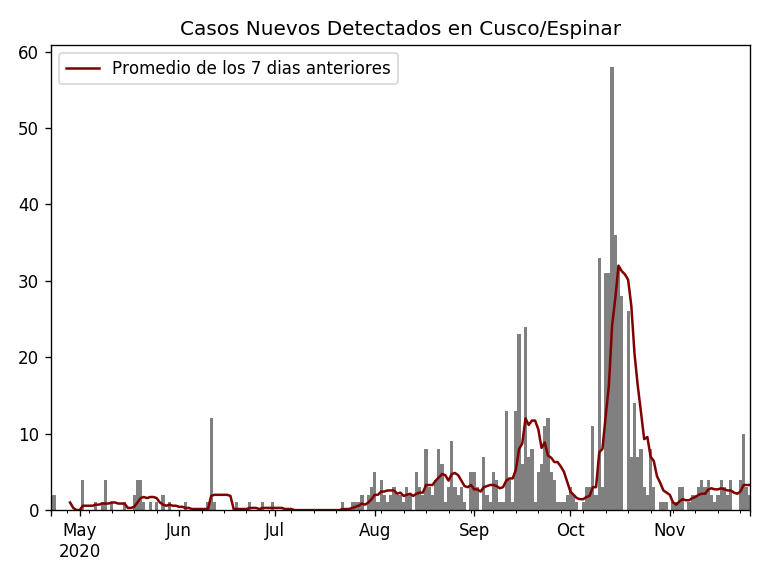 Casos Nuevos Detectados en Cusco/Espinar
Promedio de los 7 dias anteriores
60
50
40
30
20
10
0
May Jun Jul Aug Sep Oct Nov
2020